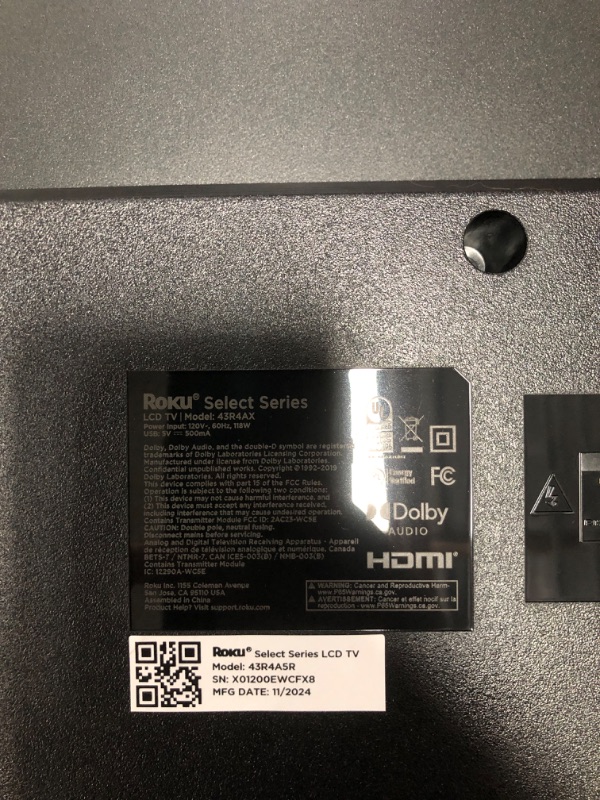 Roku® Select Series
LCD TV | Model: 43R4AX
Power Input: 120V~, 60Hz, 118W
USB: 5V⎓500mA
Dolby, Dolby Audio, and the double-D symbol are registered
trademarks of Dolby Laboratories Licensing Corporation.
Manufactured under license from Dolby Laboratories.
Confidential unpublished works. Copyright © 1992-2019
Dolby Laboratories. All rights reserved.
This device complies with part 15 of the FCC Rules.
Operation is subject to the following two conditions:
(1) This device may not cause harmful interference, and
(2) This device must accept any interference received,
including interference that may cause undesired operation.
Contains Transmitter Module FCC ID: 2AC23-WC5E
CAUTION: Double pole, neutral fusing.
Disconnect mains before servicing.
Analog and Digital Television Receiving Apparatus - Appareil
de réception de télévision analogique et numérique, Canada
BETS-7 / NTMR-7, CAN ICES-003(B) / NMB-003(B)
Contains Transmitter Module
IC: 12290A-WC5E
Roku Inc. 1155 Coleman Avenue
San Jose, CA 95110 USA
Assembled in China
Product Help? Visit support.roku.com
UL
Energy
FC
Dolby
AUDIO
HDMI®
WARNING: Cancer and Reproductive Harm-
www.P65Warnings.ca.gov.
AVERTISSEMENT: Cancer et effet nocif sur la
reproduction - www.P65Warnings.ca.gov.
Roku® Select Series LCD TV
Model: 43R4A5R
SN: X01200EWCFX8
MFG DATE: 11/2024